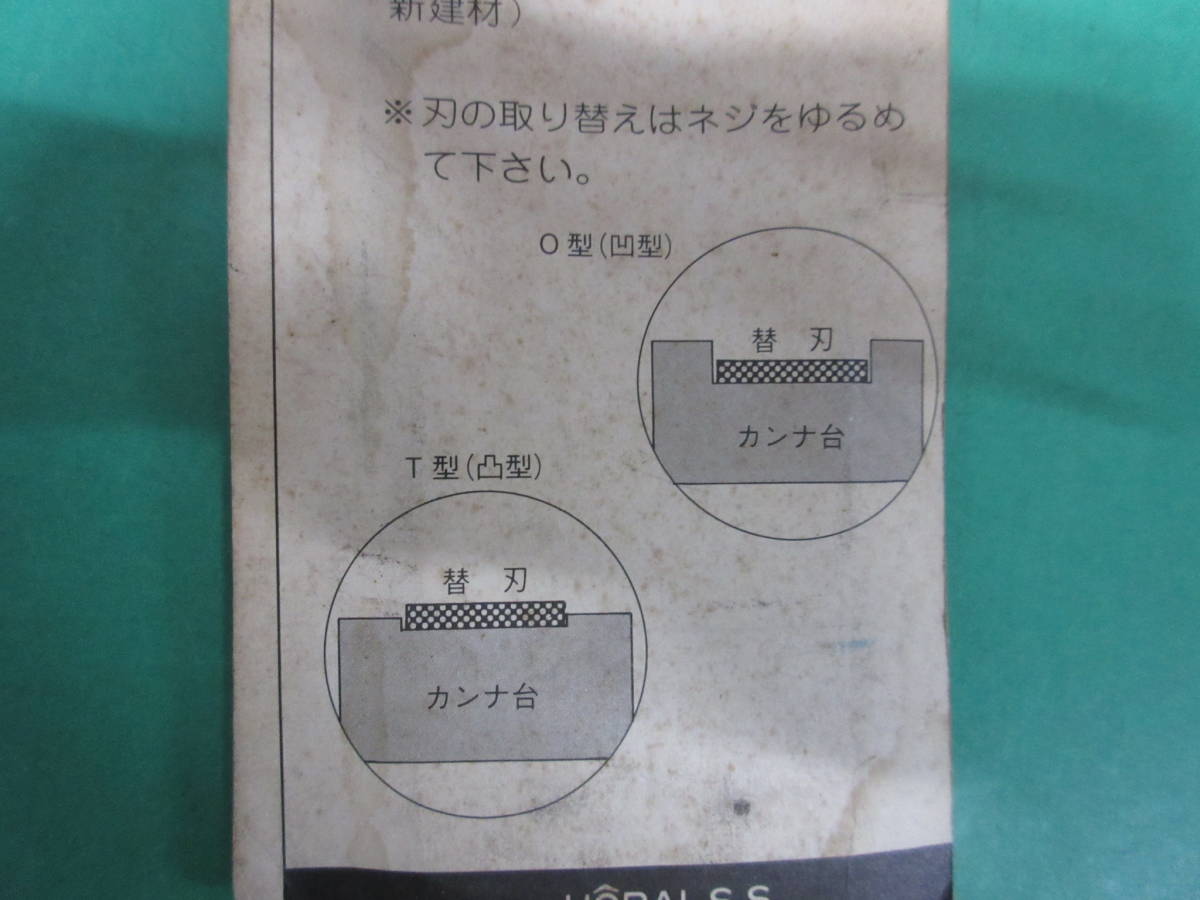 新建材)
※刃の取り替えはネジをゆるめ
て下さい。
O型(凹型)
替 刃
カンナ台
T型(凸型)
替 刃
カンナ台